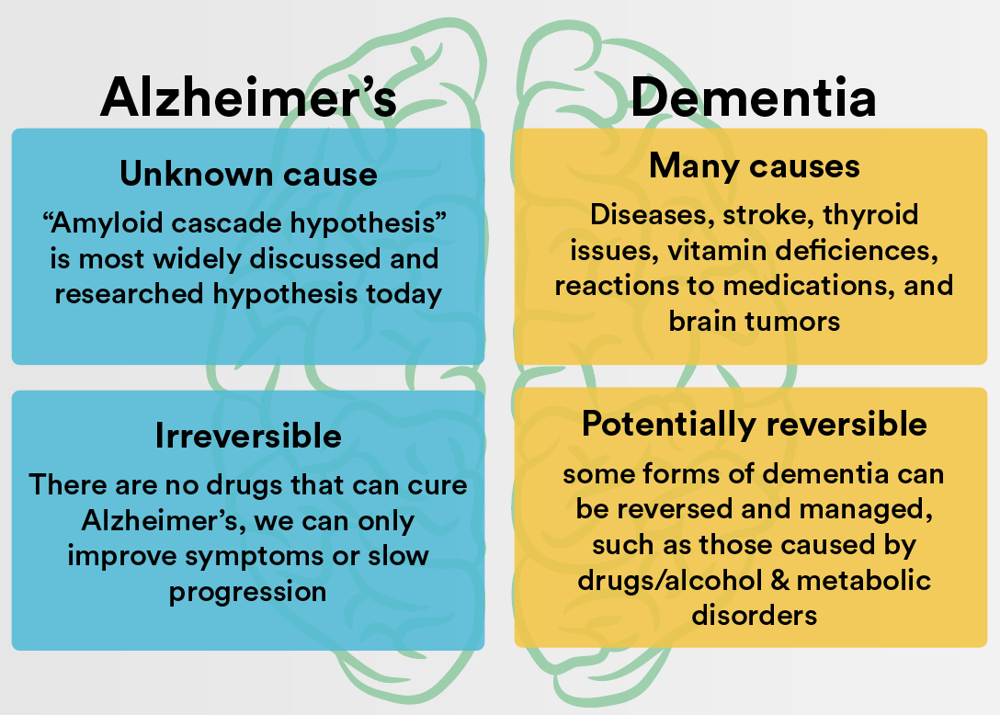 Alzheimer's
Unknown cause
“Amyloid cascade hypothesis”
is most widely discussed and
researched hypothesis today
Irreversible
There are no drugs that can cure
Alzheimer’s, we can only
improve symptoms or slow
progression
Dementia
Many causes
Diseases, stroke, thyroid
issues, vitamin deficiences,
reactions to medications, and
brain tumors
Potentially reversible
some forms of dementia can
be reversed and managed,
such as those caused by
drugs/alcohol & metabolic
disorders